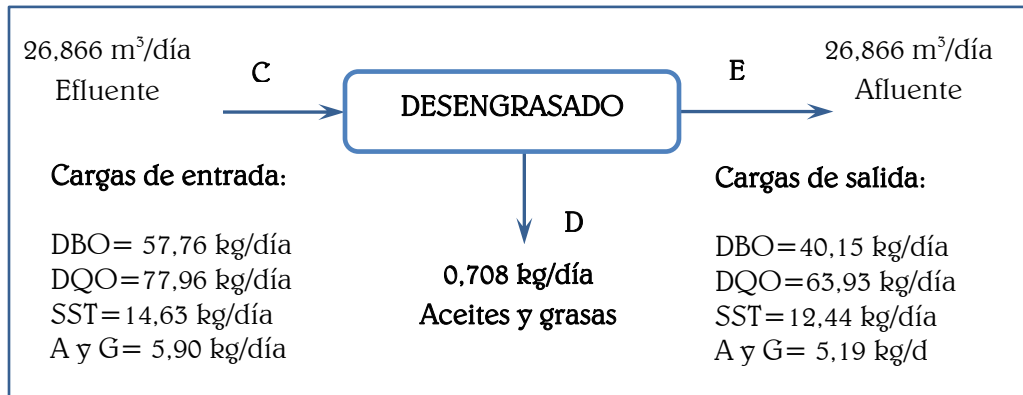 26,866 m³/día
Efluente
C
DESENGRASADO
E
26,866 m³/día
Afluente
Cargas de entrada:
DBO= 57,76 kg/día
DQO=77,96 kg/día
SST=14,63 kg/día
A y G= 5,90 kg/día
D
0,708 kg/día
Aceites y grasas
Cargas de salida:
DBO=40,15 kg/día
DQO=63,93 kg/día
SST=12,44 kg/día
A y G= 5,19 kg/d